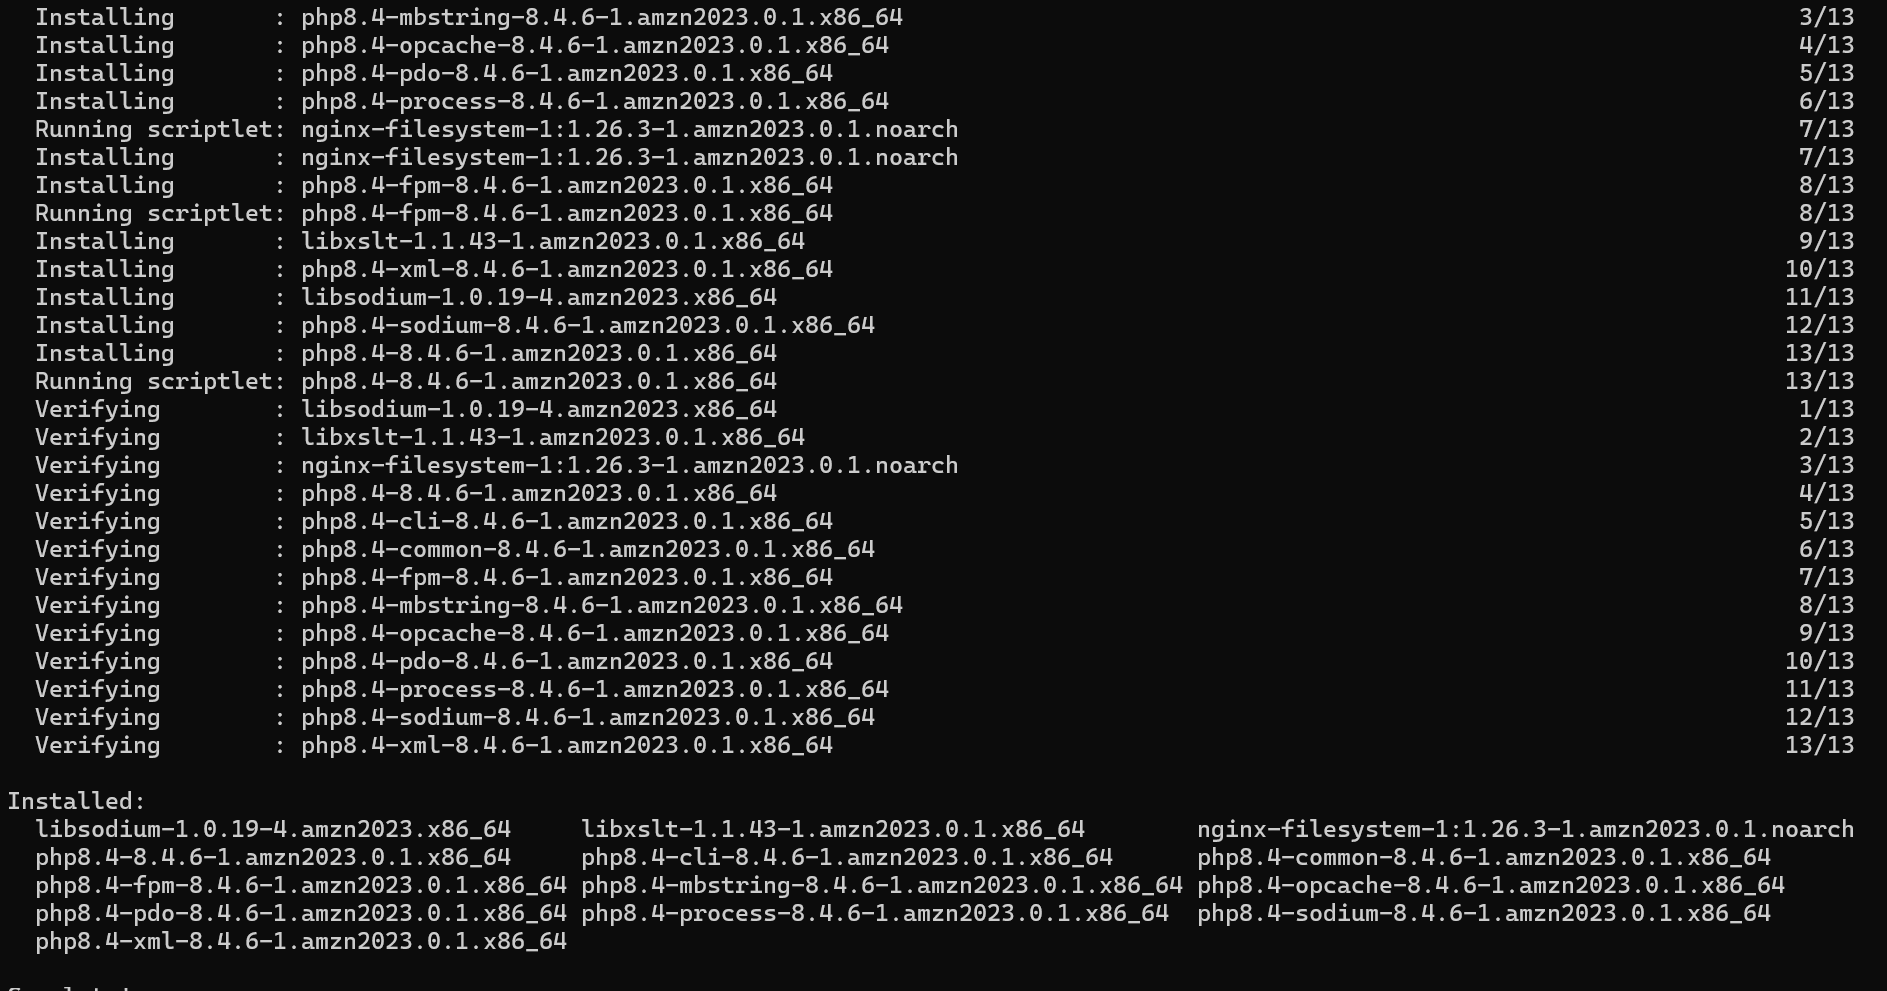 Installing : php8.4-mbstring-8.4.6-1.amzn2023.0.1.x86_64 3/13
Installing : php8.4-opcache-8.4.6-1.amzn2023.0.1.x86_64 4/13
Installing : php8.4-pdo-8.4.6-1.amzn2023.0.1.x86_64 5/13
Installing : php8.4-process-8.4.6-1.amzn2023.0.1.x86_64 6/13
Running scriptlet: nginx-filesystem-1:1.26.3-1.amzn2023.0.1.noarch 7/13
Installing : nginx-filesystem-1:1.26.3-1.amzn2023.0.1.noarch 7/13
Installing : php8.4-fpm-8.4.6-1.amzn2023.0.1.x86_64 8/13
Running scriptlet: php8.4-fpm-8.4.6-1.amzn2023.0.1.x86_64 8/13
Installing : libxslt-1.1.43-1.amzn2023.0.1.x86_64 9/13
Installing : php8.4-xml-8.4.6-1.amzn2023.0.1.x86_64 10/13
Installing : libsodium-1.0.19-4.amzn2023.x86_64 11/13
Installing : php8.4-sodium-8.4.6-1.amzn2023.0.1.x86_64 12/13
Installing : php8.4-8.4.6-1.amzn2023.0.1.x86_64 13/13
Running scriptlet: php8.4-8.4.6-1.amzn2023.0.1.x86_64 13/13
Verifying : libsodium-1.0.19-4.amzn2023.x86_64 1/13
Verifying : libxslt-1.1.43-1.amzn2023.0.1.x86_64 2/13
Verifying : nginx-filesystem-1:1.26.3-1.amzn2023.0.1.noarch 3/13
Verifying : php8.4-8.4.6-1.amzn2023.0.1.x86_64 4/13
Verifying : php8.4-cli-8.4.6-1.amzn2023.0.1.x86_64 5/13
Verifying : php8.4-common-8.4.6-1.amzn2023.0.1.x86_64 6/13
Verifying : php8.4-fpm-8.4.6-1.amzn2023.0.1.x86_64 7/13
Verifying : php8.4-mbstring-8.4.6-1.amzn2023.0.1.x86_64 8/13
Verifying : php8.4-opcache-8.4.6-1.amzn2023.0.1.x86_64 9/13
Verifying : php8.4-pdo-8.4.6-1.amzn2023.0.1.x86_64 10/13
Verifying : php8.4-process-8.4.6-1.amzn2023.0.1.x86_64 11/13
Verifying : php8.4-sodium-8.4.6-1.amzn2023.0.1.x86_64 12/13
Verifying : php8.4-xml-8.4.6-1.amzn2023.0.1.x86_64 13/13
Installed:
libsodium-1.0.19-4.amzn2023.x86_64 libxslt-1.1.43-1.amzn2023.0.1.x86_64 nginx-filesystem-1:1.26.3-1.amzn2023.0.1.noarch
php8.4-8.4.6-1.amzn2023.0.1.x86_64 php8.4-cli-8.4.6-1.amzn2023.0.1.x86_64 php8.4-common-8.4.6-1.amzn2023.0.1.x86_64
php8.4-fpm-8.4.6-1.amzn2023.0.1.x86_64 php8.4-mbstring-8.4.6-1.amzn2023.0.1.x86_64 php8.4-opcache-8.4.6-1.amzn2023.0.1.x86_64
php8.4-pdo-8.4.6-1.amzn2023.0.1.x86_64 php8.4-process-8.4.6-1.amzn2023.0.1.x86_64 php8.4-sodium-8.4.6-1.amzn2023.0.1.x86_64
php8.4-xml-8.4.6-1.amzn2023.0.1.x86_64